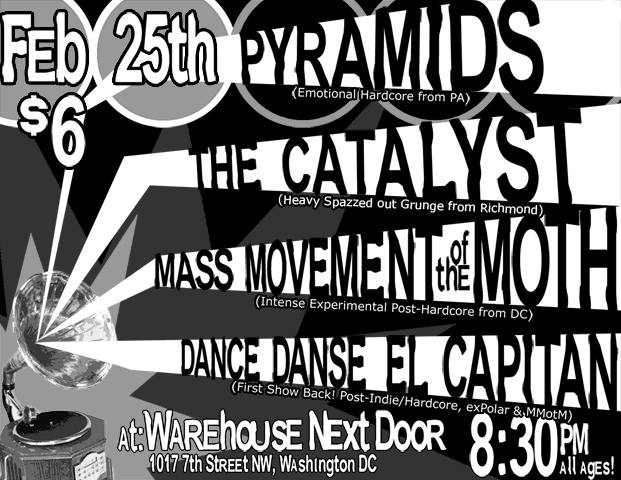 Feb 25th
$6
PYRAMIDS
(Emotional Hardcore from PA)
THE CATALYST
(Heavy Spazzed out Grunge from Richmond)
MASS MOVEMENT of thE MOTH
(Intense Experimental Post-Hardcore from DC)
DANCE DANSE EL CAPITAN
(First Show Back! Post-Indie/Hardcore, exPolar & MMotM)
At: WAREHOUSE NEXT DOOR
1017 7th Street NW, Washington DC
8:30 PM
All Ages!